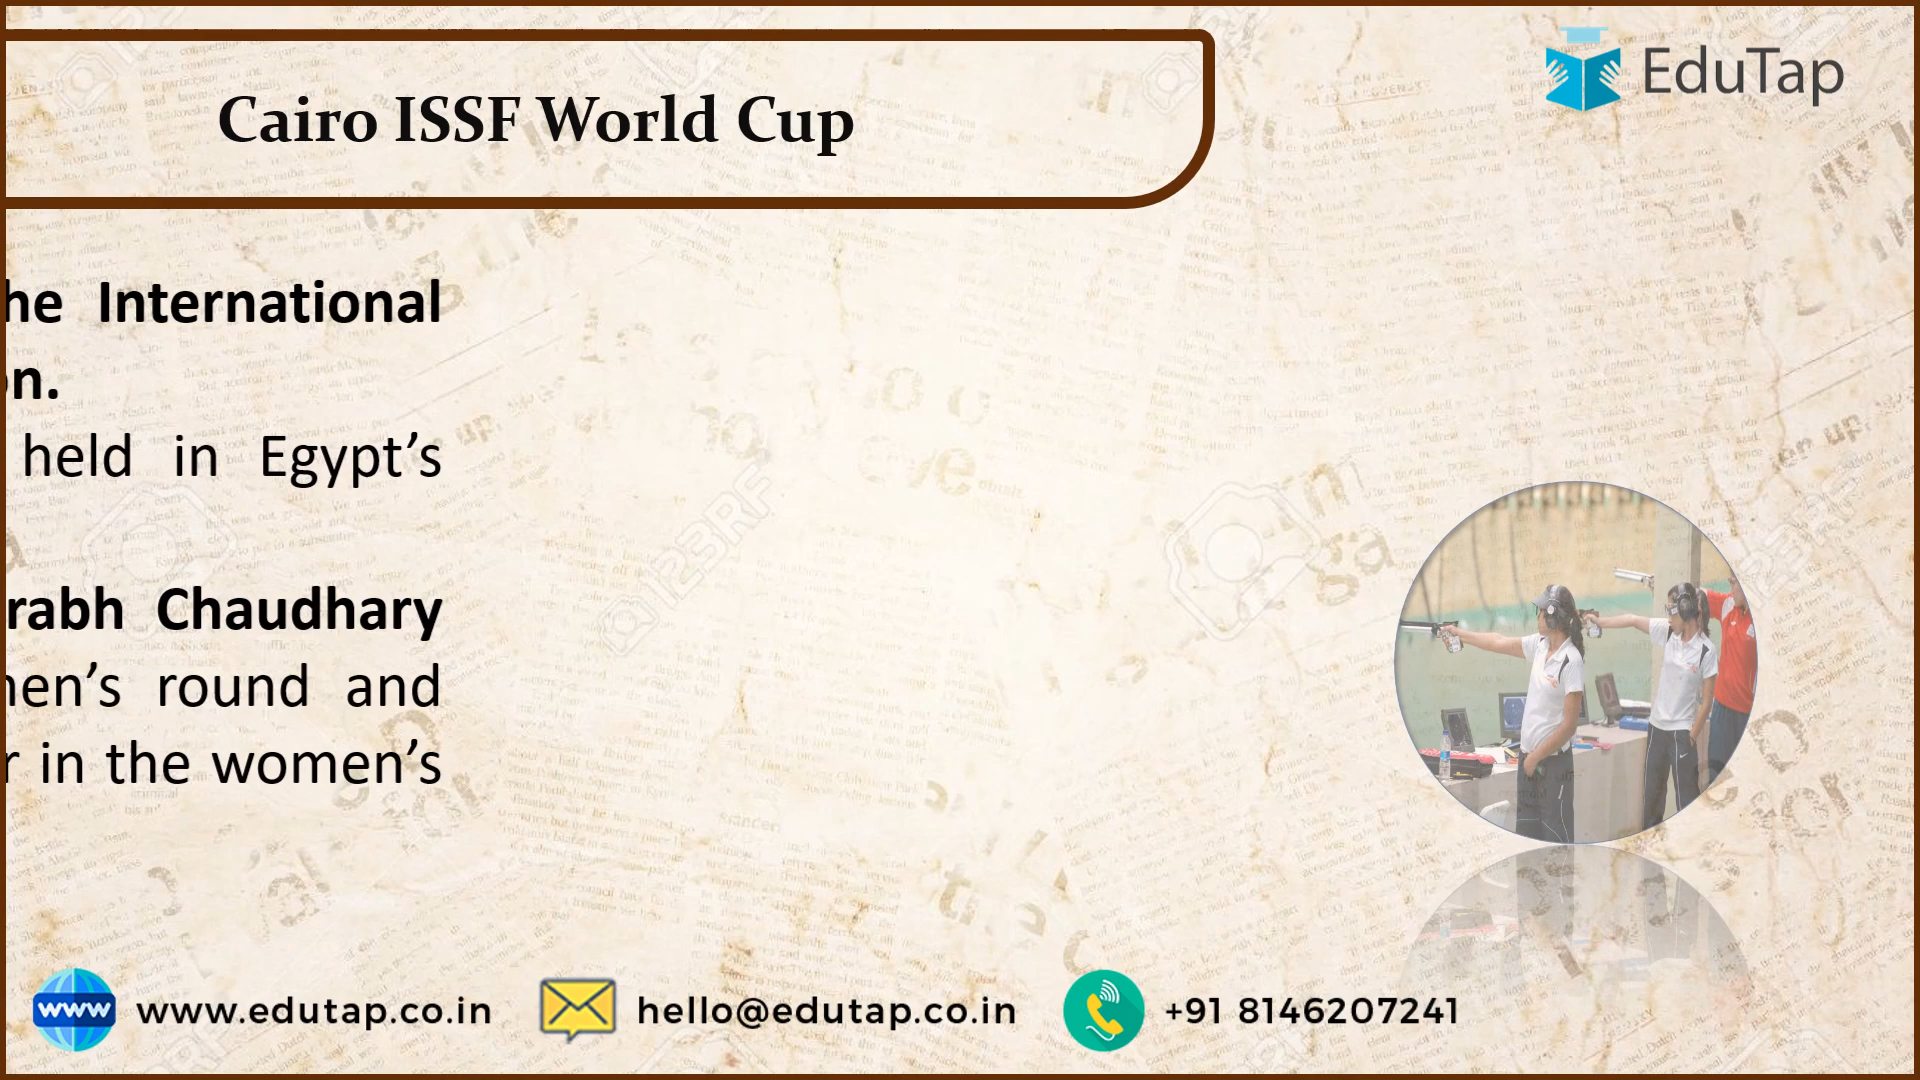 Cairo ISSF World Cup
EduTap
he International
n.
held in Egypt’s
rabh Chaudhary
en’s round and
r in the women’s
www
www.edutap.co.in
hello@edutap.co.in
+91 8146207241